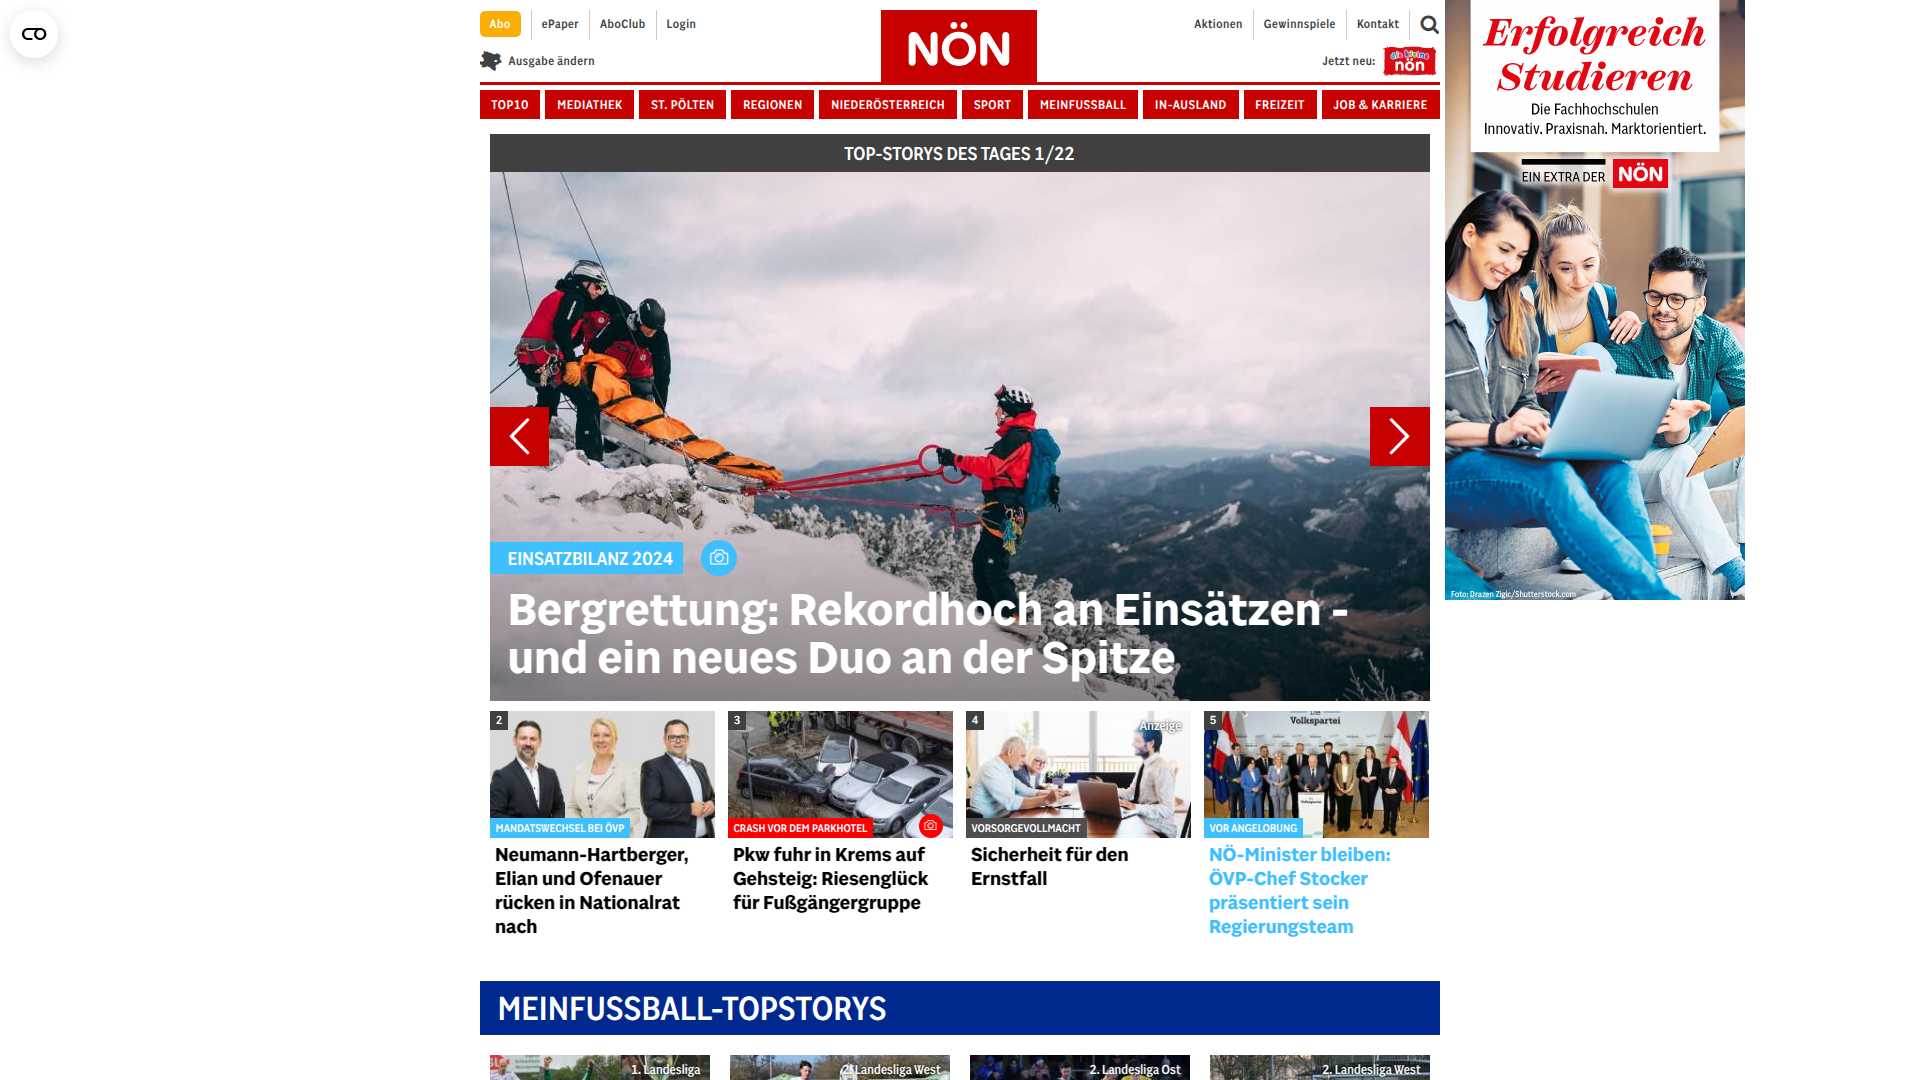 Abo
ePaper
AboClub
Login
NÖN
Aktionen
Gewinnspiele
Kontakt
Ausgabe ändern
Jetzt neu:
die kleine
nön
TOP10
MEDIATHEK
ST. PÖLTEN
REGIONEN
NIEDERÖSTERREICH
SPORT
MEINFUSSBALL
IN-AUSLAND
FREIZEIT
JOB & KARRIERE
TOP-STORYS DES TAGES 1/22
EINSATZBILANZ 2024
Bergrettung: Rekordhoch an Einsätzen -
und ein neues Duo an der Spitze
2
MANDATSWECHSEL BEI ÖVP
Neumann-Hartberger,
Elian und Ofenauer
rücken in Nationalrat
nach
3
CRASH VOR DEM PARKHOTEL
Pkw fuhr in Krems auf
Gehsteig: Riesenglück
für Fußgängergruppe
4
Anzeige
VORSORGEVOLLMACHT
Sicherheit für den
Ernstfall
5
Volkspartei
VOR ANGELOBUNG
NÖ-Minister bleiben:
ÖVP-Chef Stocker
präsentiert sein
Regierungsteam
MEINFUSSBALL-TOPSTORYS
1. Landesliga
2. Landesliga West
2. Landesliga Ost
2. Landesliga West
Erfolgreich
Studieren
Die Fachhochschulen
Innovativ. Praxisnah. Marktorientiert.
EIN EXTRA DER
NÖN
Foto: Drazen Zigic/Shutterstock.com